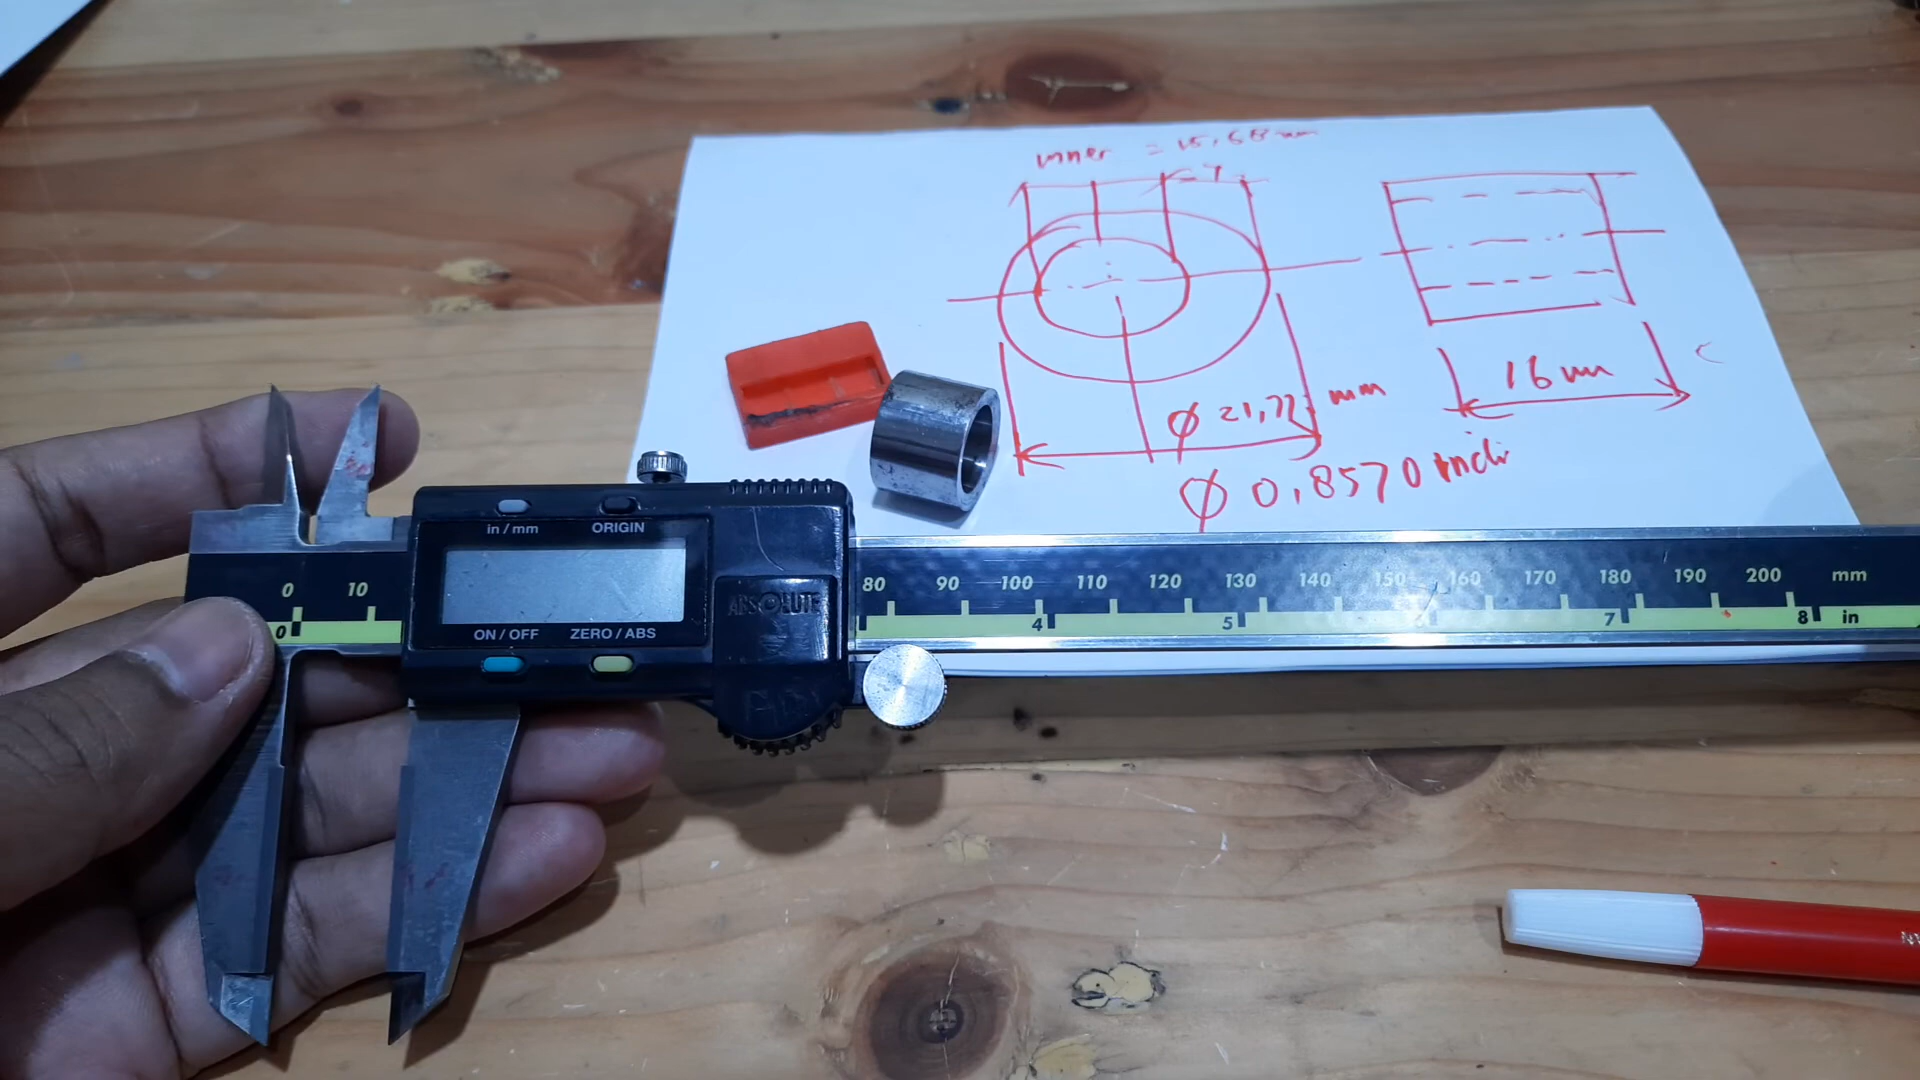 inner = 15,68 mm
16 mm
Ø 21,77 mm
Ø 0,8570 inch
in/mm ORIGIN
ABSOLUTE
ON / OFF ZERO / ABS
0 10 80 90 100 110 120 130 140 150 160 170 180 190 200 mm
0 4 5 6 7 8 in